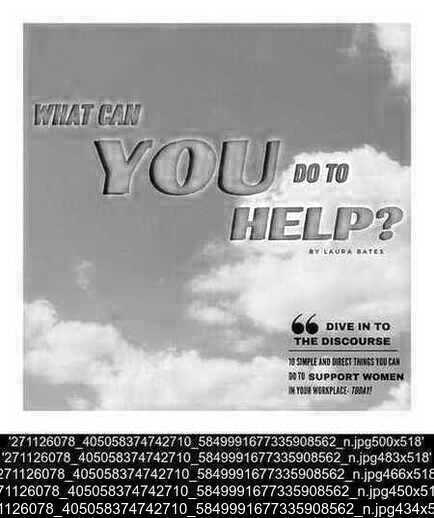 WHAT CAN
YOU DO TO
HELP?
BY LAURA BATES
“ DIVE IN TO
THE DISCOURSE
10 SIMPLE AND DIRECT THINGS YOU CAN
DO TO SUPPORT WOMEN
IN YOUR WORKPLACE- TODAY!
'271126078_405058374742710_5849991677335908562_n.jpg500x518'
'271126078_405058374742710_5849991677335908562_n.jpg483x518'
271126078_405058374742710_5849991677335908562_n.jpg466x518
71126078_405058374742710_5849991677335908562_n.jpg450x51
1126078_405058374742710_5849991677335908562_n.jpg434x5